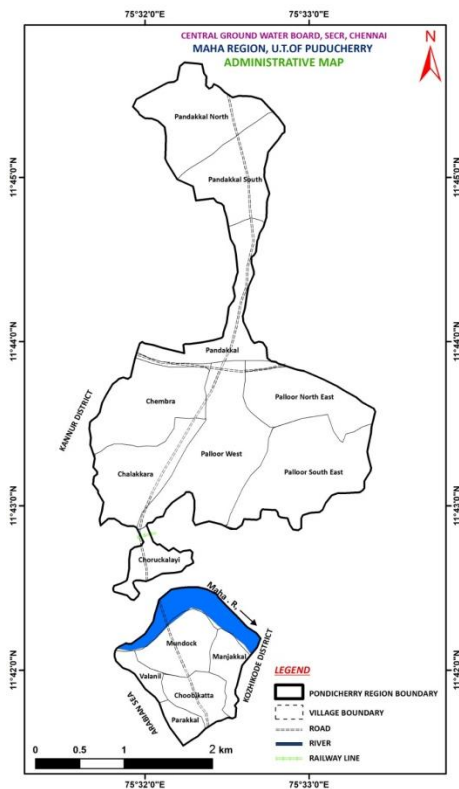 75°32'0"E
75°33'0"E
CENTRAL GROUND WATER BOARD, SECR, CHENNAI
MAHA REGION, U.T.OF PUDUCHERRY
ADMINISTRATIVE MAP
N
Pandakkal North
11°45'0"N
11°45'0"N
Pandakkal South
11°44'0"N
11°44'0"N
Pandakkal
Palloor North East
Chembra
KANNUR DISTRICT
Palloor West
Chalakkara
Palloor South East
11°43'0"N
11°43'0"N
Choruckalayi
Maha . R.
Mundock
Manjakkal
11°42'0"N
11°42'0"N
Valanil
KOZHIKODE DISTRICT
Choodikatta
ARABIAN SEA
Parakkal
LEGEND
PONDICHERRY REGION BOUNDARY
VILLAGE BOUNDARY
ROAD
RIVER
RAILWAY LINE
0 0.5 1 2 km
75°32'0"E
75°33'0"E